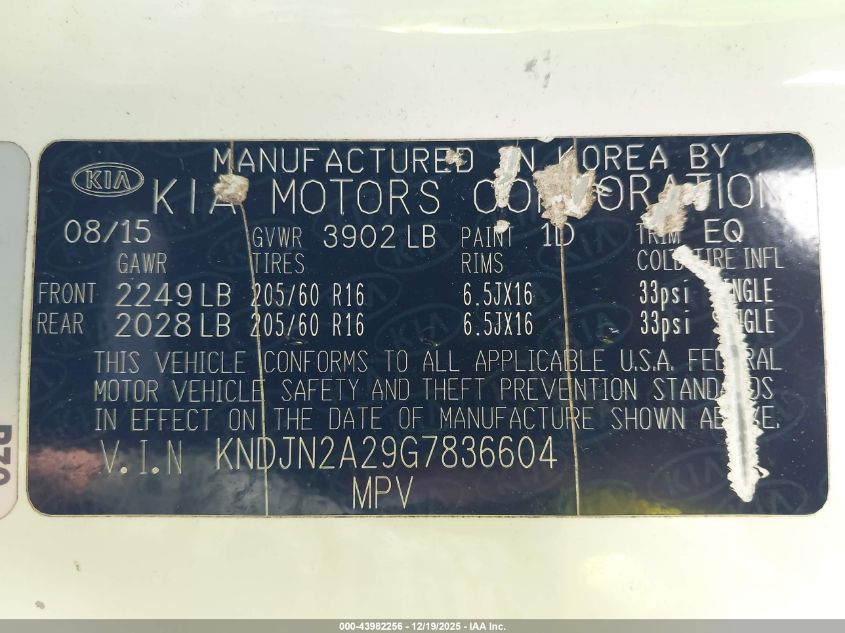 MANUFACTURED IN KOREA BY
KIA KIA MOTORS CORPORATION
08/15 GVWR 3902 LB PAINT 1D TRIM EQ
GAWR TIRES RIMS COLD TIRE INFL
FRONT 2249 LB 205/60 R16 6.5JX16 33psi SINGLE
REAR 2028 LB 205/60 R16 6.5JX16 33psi SINGLE
THIS VEHICLE CONFORMS TO ALL APPLICABLE U.S.A. FEDERAL
MOTOR VEHICLE SAFETY AND THEFT PREVENTION STANDARDS
IN EFFECT ON THE DATE OF MANUFACTURE SHOWN ABOVE.
V.I.N KNDJN2A29G7836604
MPV
000-43982256 - 12/19/2025 - IAA Inc.